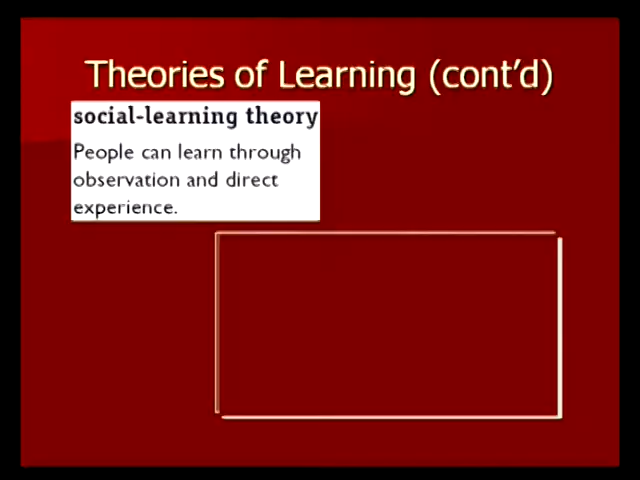 Theories of Learning (cont’d)
social-learning theory
People can learn through
observation and direct
experience.